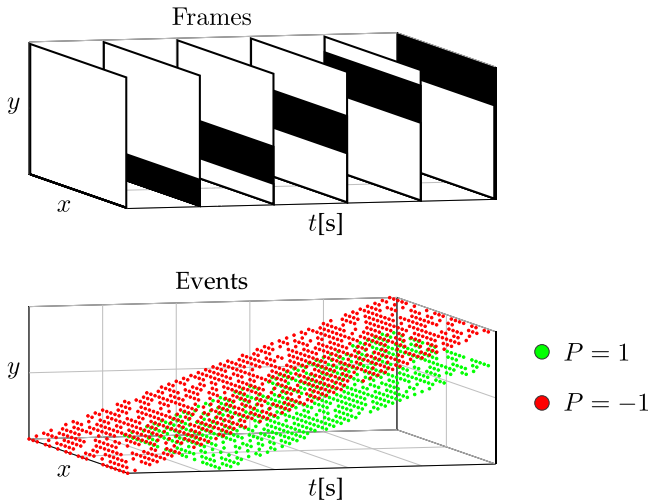 Frames
y
x
t[s]
Events
y
P = 1
P = −1
x
t[s]